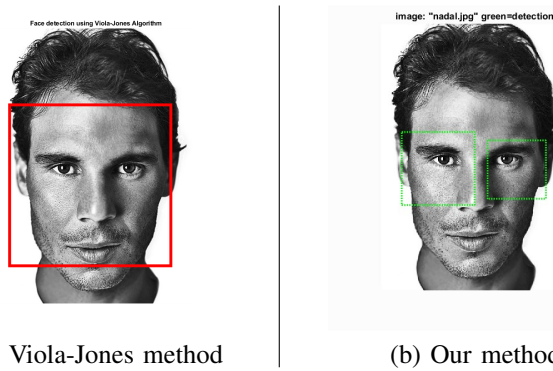 Face detection using Viola-Jones Algorithm
image: "nadal.jpg" green=detection
Viola-Jones method
(b) Our method